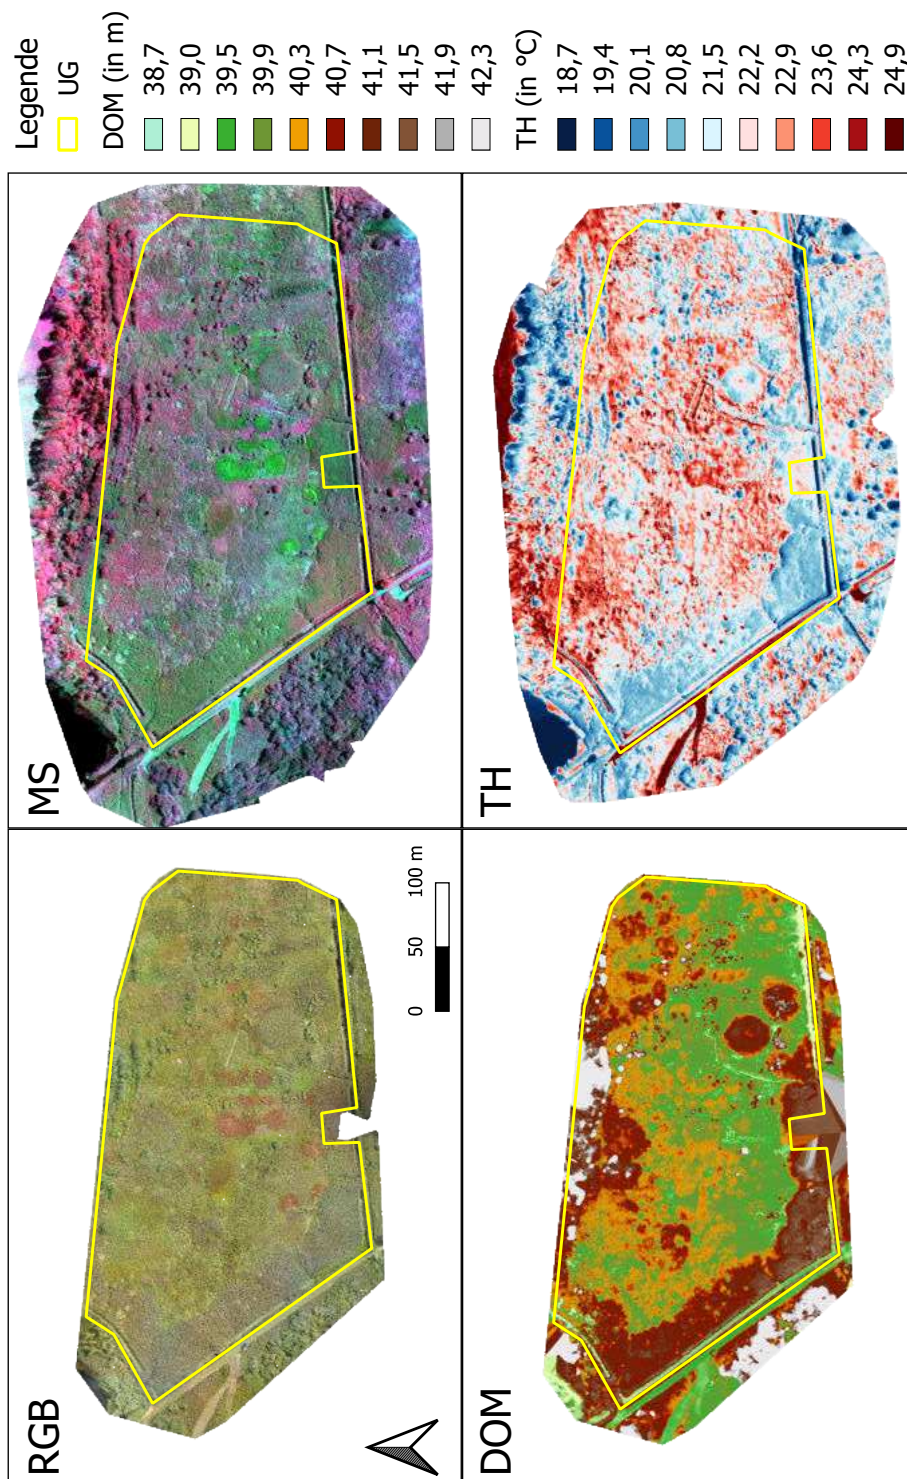 RGB
0 50 100 m
MS
DOM
TH
Legende
UG
DOM (in m)
38,7
39,0
39,5
39,9
40,3
40,7
41,1
41,5
41,9
42,3
TH (in °C)
18,7
19,4
20,1
20,8
21,5
22,2
22,9
23,6
24,3
24,9